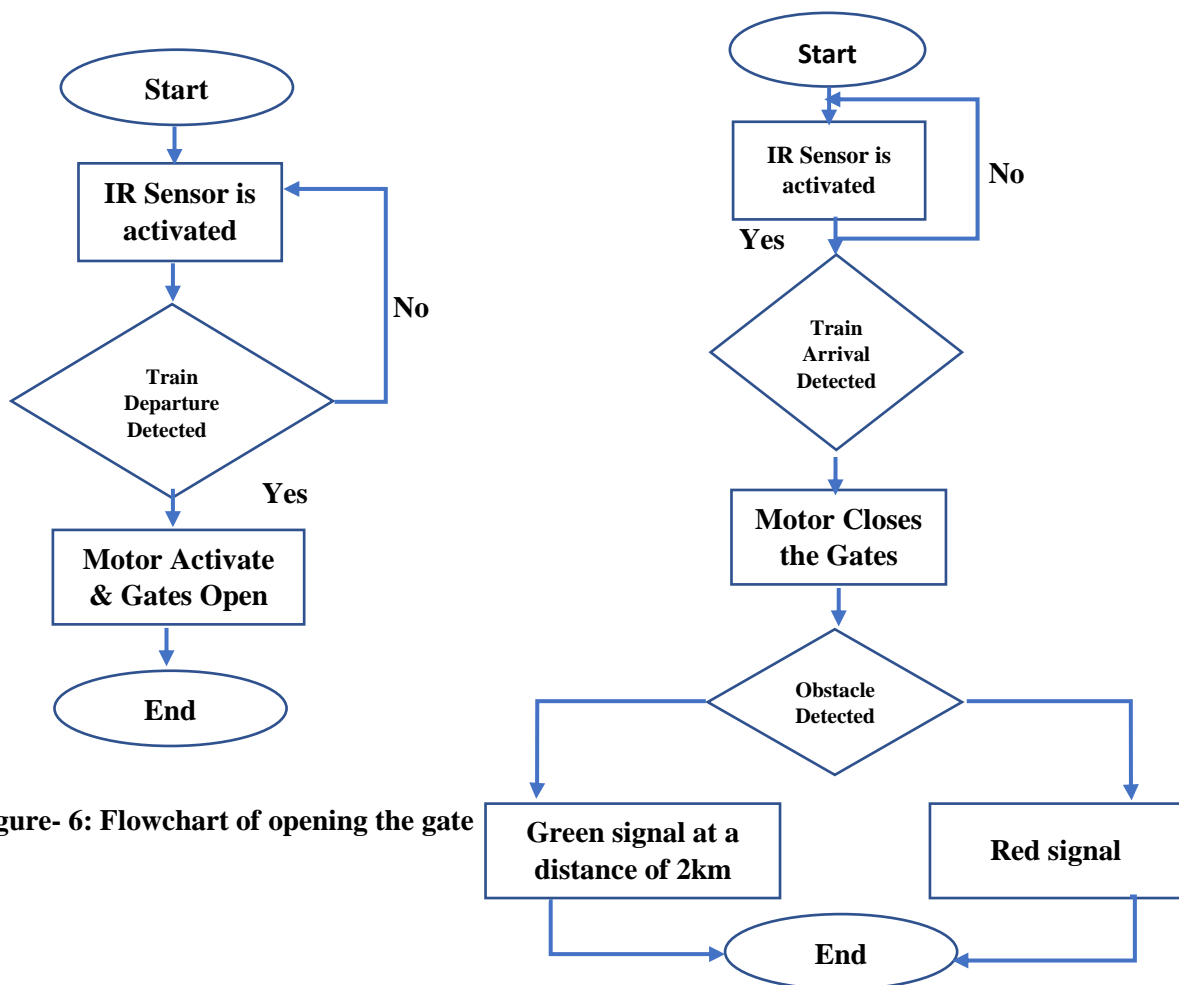 Start
IR Sensor is
activated
No
Train
Departure
Detected
Yes
Motor Activate
& Gates Open
End
gure- 6: Flowchart of opening the gate
Start
IR Sensor is
activated
No
Yes
Train
Arrival
Detected
Motor Closes
the Gates
Obstacle
Detected
Green signal at a
distance of 2km
Red signal
End